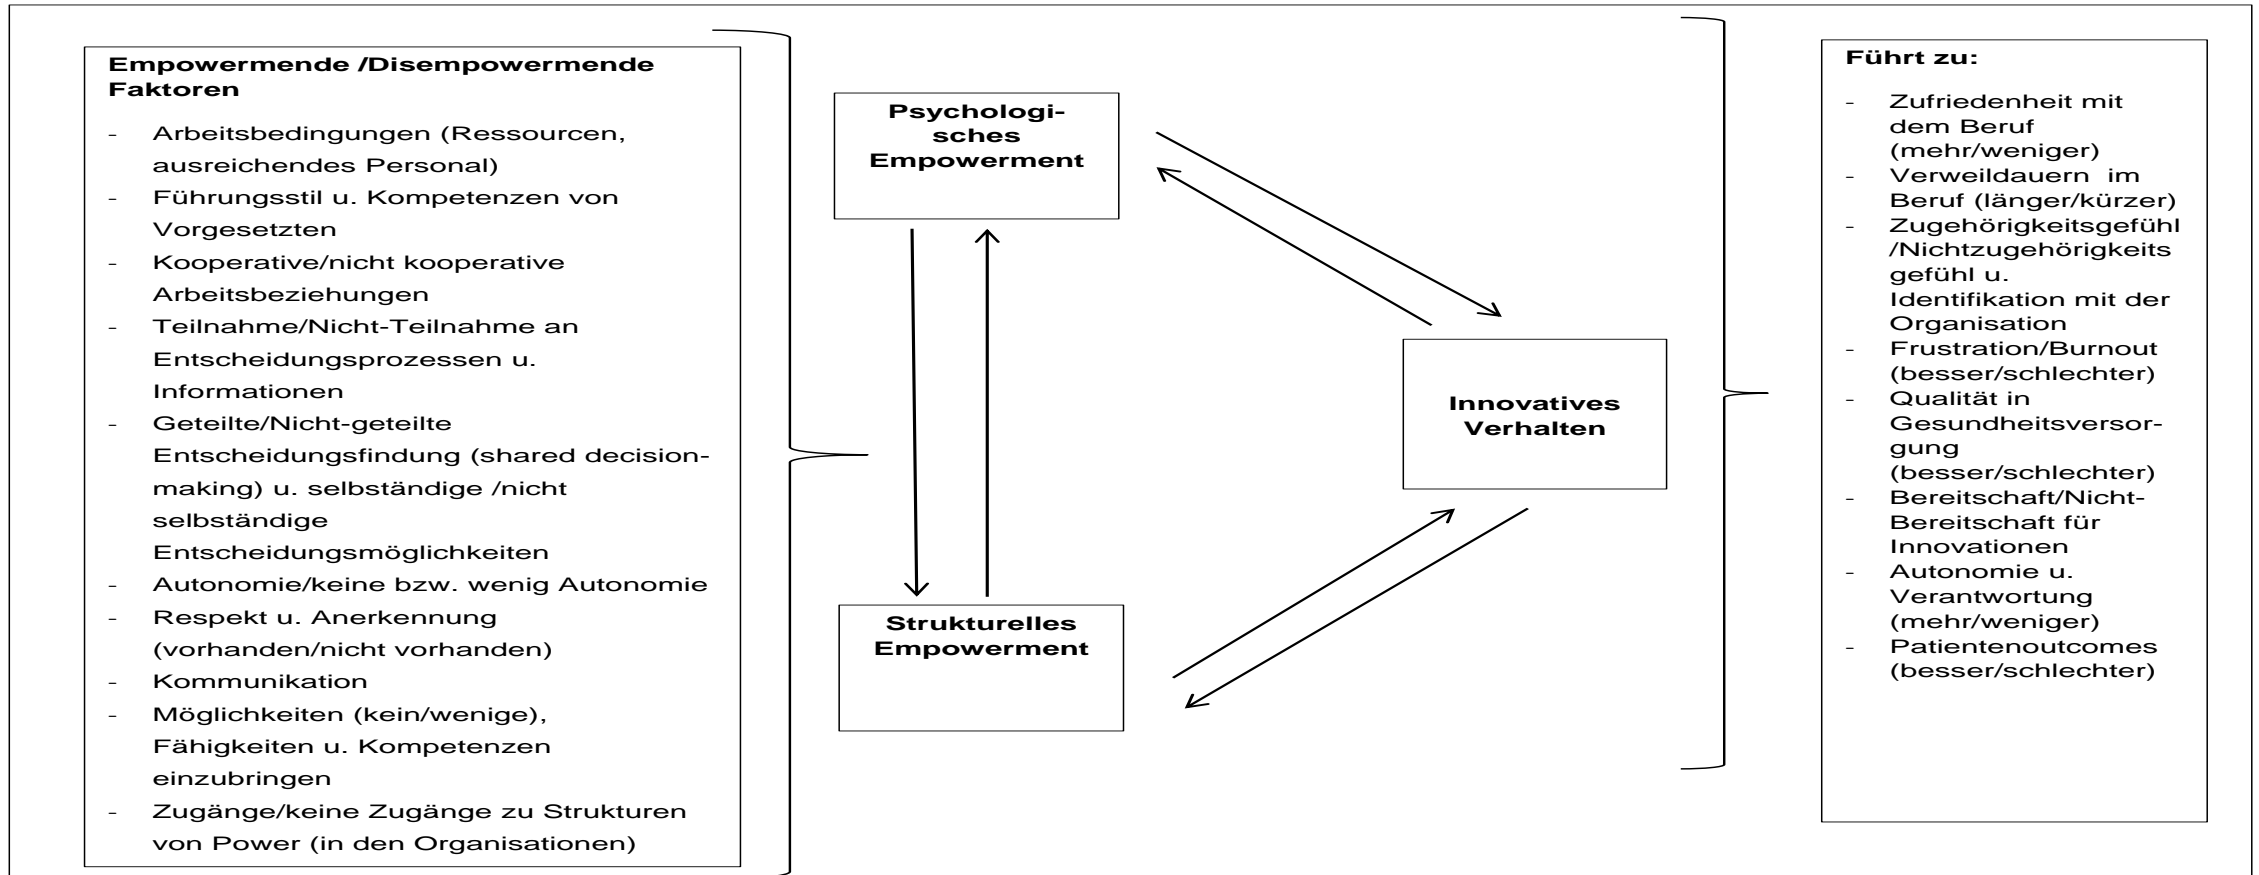 Empowermende /Disempowermende
Faktoren
- Arbeitsbedingungen (Ressourcen,
ausreichendes Personal)
- Führungsstil u. Kompetenzen von
Vorgesetzten
- Kooperative/nicht kooperative
Arbeitsbeziehungen
- Teilnahme/Nicht-Teilnahme an
Entscheidungsprozessen u.
Informationen
- Geteilte/Nicht-geteilte
Entscheidungsfindung (shared decision-
making) u. selbständige /nicht
selbständige
Entscheidungsmöglichkeiten
- Autonomie/keine bzw. wenig Autonomie
- Respekt u. Anerkennung
(vorhanden/nicht vorhanden)
- Kommunikation
- Möglichkeiten (kein/wenige),
Fähigkeiten u. Kompetenzen
einzubringen
- Zugänge/keine Zugänge zu Strukturen
von Power (in den Organisationen)
Psychologi-
sches
Empowerment
Strukturelles
Empowerment
Innovatives
Verhalten
Führt zu:
- Zufriedenheit mit
dem Beruf
(mehr/weniger)
- Verweildauern im
Beruf (länger/kürzer)
- Zugehörigkeitsgefühl
/Nichtzugehörigkeits
gefühl u.
Identifikation mit der
Organisation
- Frustration/Burnout
(besser/schlechter)
- Qualität in
Gesundheitsversor-
gung
(besser/schlechter)
- Bereitschaft/Nicht-
Bereitschaft für
Innovationen
- Autonomie u.
Verantwortung
(mehr/weniger)
- Patientenoutcomes
(besser/schlechter)